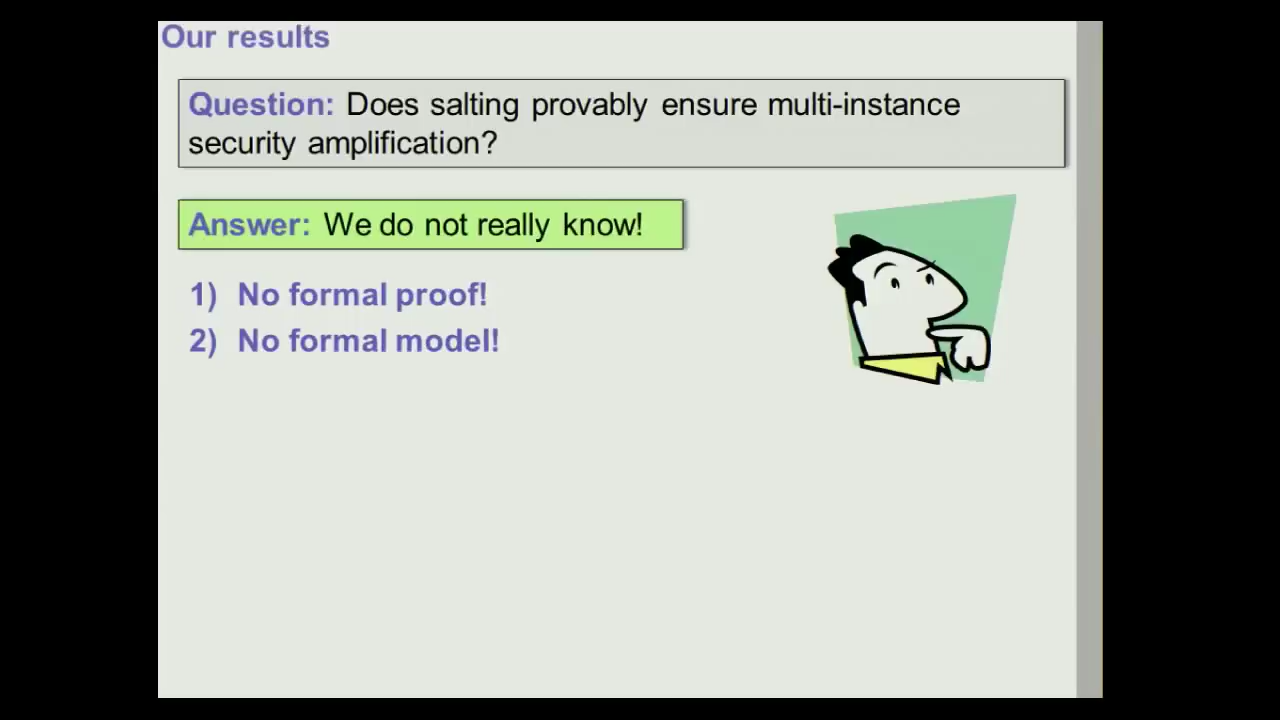 Our results
Question: Does salting provably ensure multi-instance
security amplification?
Answer: We do not really know!
1) No formal proof!
2) No formal model!